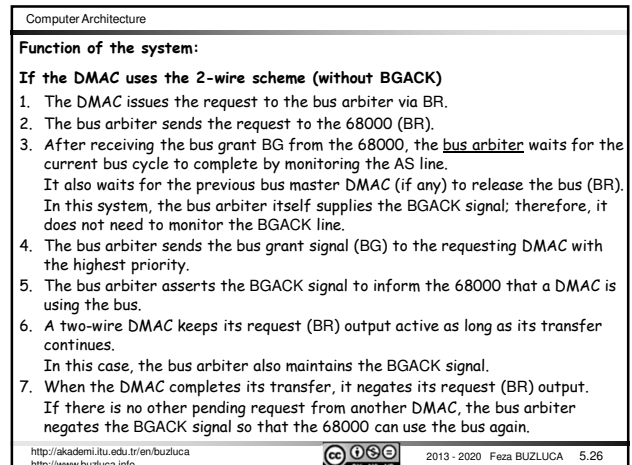 Computer Architecture
Function of the system:
If the DMAC uses the 2-wire scheme (without BGACK)
1. The DMAC issues the request to the bus arbiter via BR.
2. The bus arbiter sends the request to the 68000 (BR).
3. After receiving the bus grant BG from the 68000, the bus arbiter waits for the
current bus cycle to complete by monitoring the AS line.
It also waits for the previous bus master DMAC (if any) to release the bus (BR).
In this system, the bus arbiter itself supplies the BGACK signal; therefore, it
does not need to monitor the BGACK line.
4. The bus arbiter sends the bus grant signal (BG) to the requesting DMAC with
the highest priority.
5. The bus arbiter asserts the BGACK signal to inform the 68000 that a DMAC is
using the bus.
6. A two-wire DMAC keeps its request (BR) output active as long as its transfer
continues.
In this case, the bus arbiter also maintains the BGACK signal.
7. When the DMAC completes its transfer, it negates its request (BR) output.
If there is no other pending request from another DMAC, the bus arbiter
negates the BGACK signal so that the 68000 can use the bus again.
http://akademi.itu.edu.tr/en/buzluca
http://www.buzluca.info
cc
2013 - 2020 Feza BUZLUCA 5.26